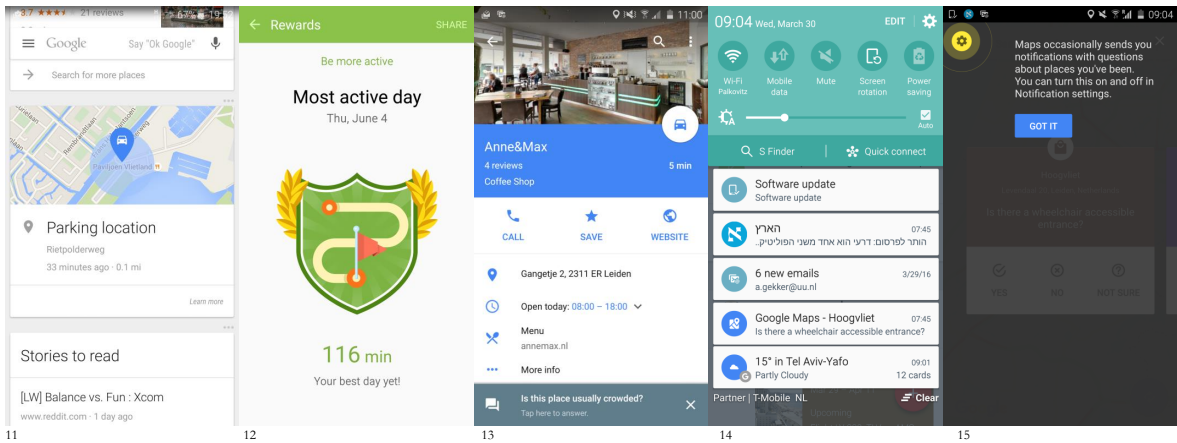 3.7 ★★★★ 21 reviews
67% 19:32
Google
Say "Ok Google"
Search for more places
Paviljoen Vlietland
Parking location
Rietpolderweg
33 minutes ago · 0.1 mi
Learn more
Stories to read
[LW] Balance vs. Fun : Xcom
www.reddit.com · 1 day ago
11
Rewards
SHARE
Be more active
Most active day
Thu, June 4
116 min
Your best day yet!
12
11:00
Anne&Max
4 reviews
5 min
Coffee Shop
CALL
SAVE
WEBSITE
Gangetje 2, 2311 ER Leiden
Open today: 08:00 – 18:00
Menu
annemax.nl
More info
Is this place usually crowded?
Tap here to answer.
13
09:04 Wed, March 30
EDIT
Wi-Fi
Palkovitz
Mobile
data
Mute
Screen
rotation
Power
saving
Auto
S Finder
Quick connect
Software update
Software update
הארץ
07:45
הותר לפרסום: דרעי הוא אחד משני הפוליטיק..
6 new emails
3/29/16
a.gekker@uu.nl
Google Maps - Hoogvliet
07:45
Is there a wheelchair accessible entrance?
15° in Tel Aviv-Yafo
09:01
Partly Cloudy
12 cards
Partner | T-Mobile NL
Clear
Upcoming
14
09:04
Maps occasionally sends you
notifications with questions
about places you've been.
You can turn this on and off in
Notification settings.
GOT IT
Hoogvliet
Is there a wheelchair accessible
entrance?
YES
NO
NOT SURE
15